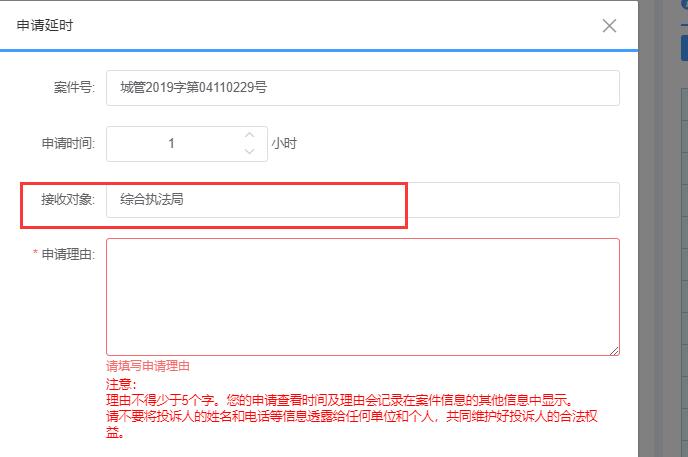 申请延时
案件号: 城管2019字第04110229号
申请时间: 1 小时
接收对象: 综合执法局
* 申请理由:
请填写申请理由
注意:
理由不得少于5个字。您的申请查看时间及理由会记录在案件信息的其他信息中显示。
请不要将投诉人的姓名和电话等信息透露给任何单位和个人，共同维护好投诉人的合法权
益。